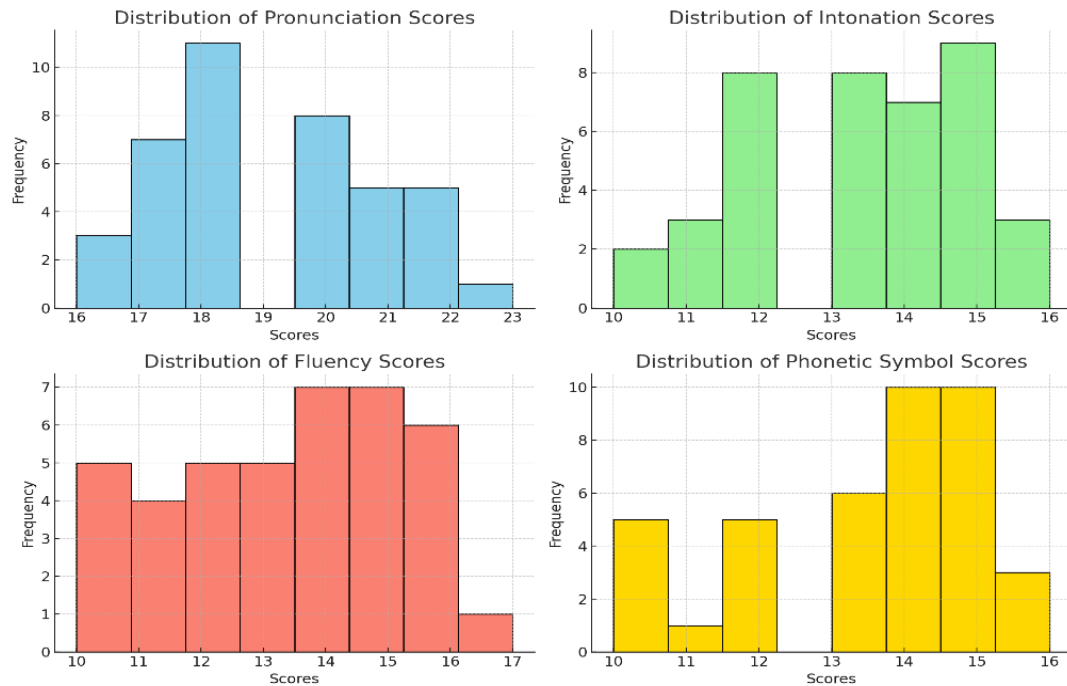 Distribution of Pronunciation Scores
10
8
6
4
2
0
Frequency
16 17 18 19 20 21 22 23
Scores
Distribution of Intonation Scores
8
6
4
2
0
Frequency
10 11 12 13 14 15 16
Scores
Distribution of Fluency Scores
7
6
5
4
3
2
1
0
Frequency
10 11 12 13 14 15 16 17
Scores
Distribution of Phonetic Symbol Scores
10
8
6
4
2
0
Frequency
10 11 12 13 14 15 16
Scores